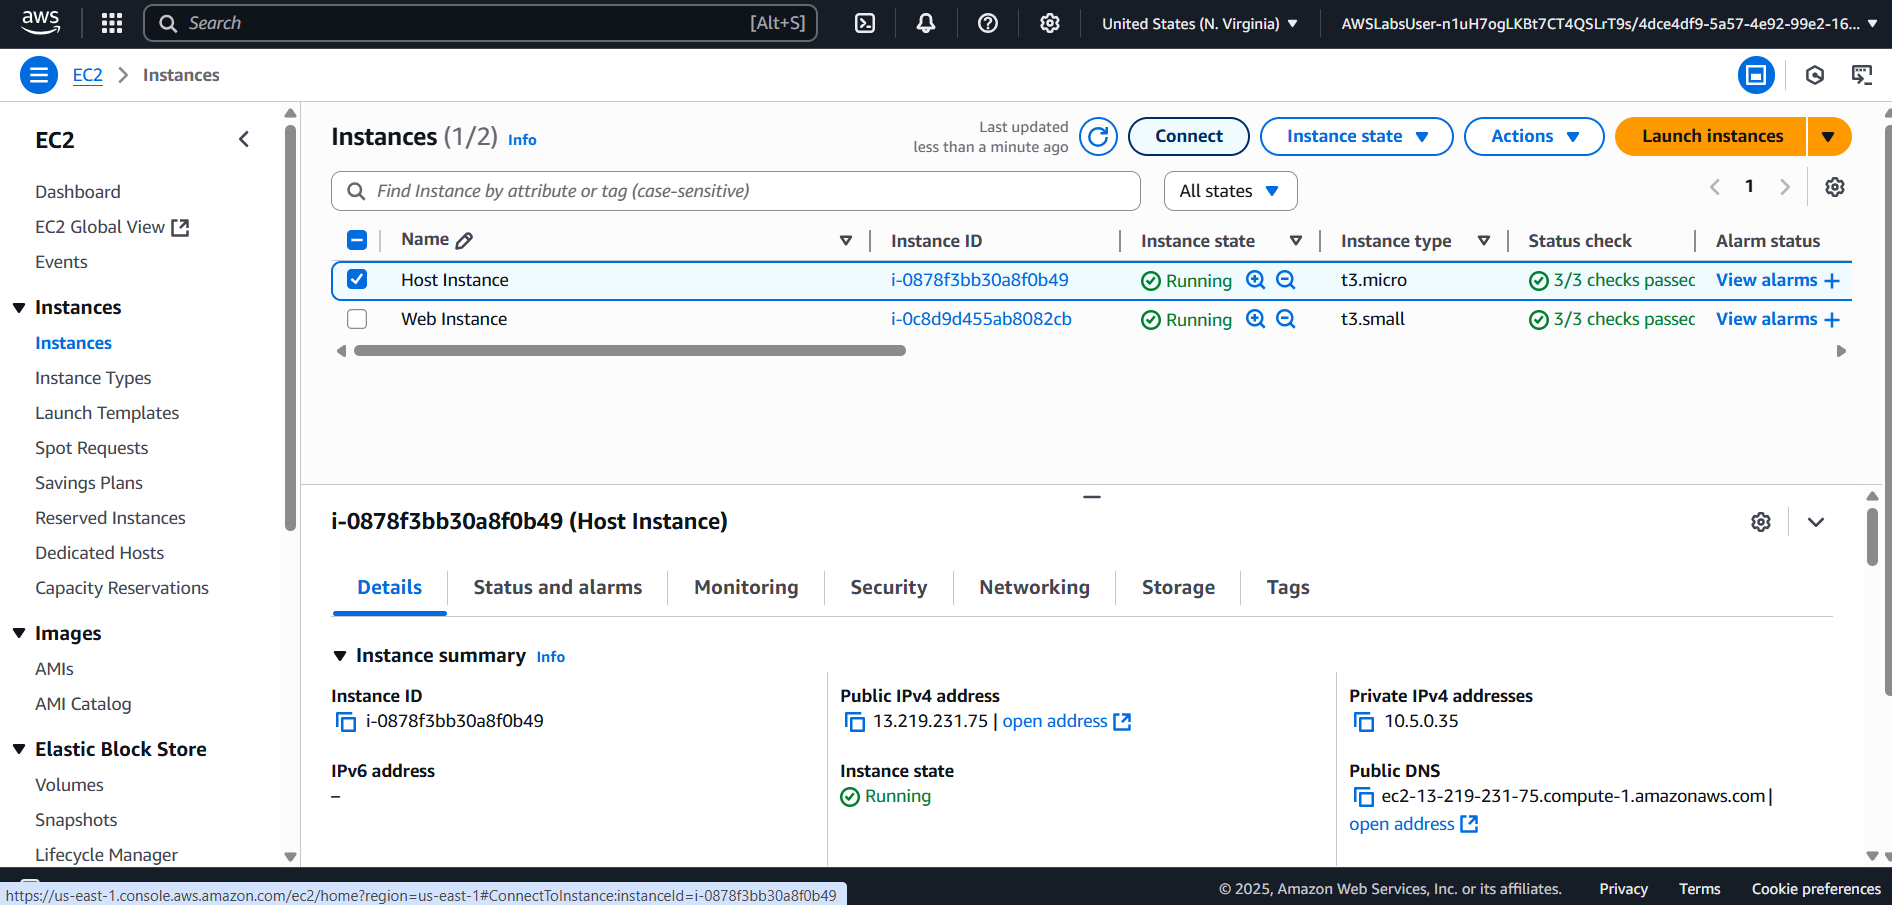 aws
Search [Alt+S]
United States (N. Virginia)
AWSLabsUser-n1uH7ogLKBt7CT4QSLrT9s/4dce4df9-5a57-4e92-99e2-16...
EC2 Instances
EC2
Dashboard
EC2 Global View
Events
Instances
Instances
Instance Types
Launch Templates
Spot Requests
Savings Plans
Reserved Instances
Dedicated Hosts
Capacity Reservations
Images
AMIs
AMI Catalog
Elastic Block Store
Volumes
Snapshots
Lifecycle Manager
Instances (1/2) Info
Last updated
less than a minute ago
Connect
Instance state
Actions
Launch instances
Find Instance by attribute or tag (case-sensitive)
All states
1
Name Instance ID Instance state Instance type Status check Alarm status
Host Instance i-0878f3bb30a8f0b49 Running t3.micro 3/3 checks passec View alarms +
Web Instance i-0c8d9d455ab8082cb Running t3.small 3/3 checks passec View alarms +
i-0878f3bb30a8f0b49 (Host Instance)
Details Status and alarms Monitoring Security Networking Storage Tags
Instance summary Info
Instance ID
i-0878f3bb30a8f0b49
Public IPv4 address
13.219.231.75 | open address
Private IPv4 addresses
10.5.0.35
IPv6 address
–
Instance state
Running
Public DNS
ec2-13-219-231-75.compute-1.amazonaws.com |
open address
https://us-east-1.console.aws.amazon.com/ec2/home?region=us-east-1#ConnectToInstance:instanceId=i-0878f3bb30a8f0b49
© 2025, Amazon Web Services, Inc. or its affiliates. Privacy Terms Cookie preferences